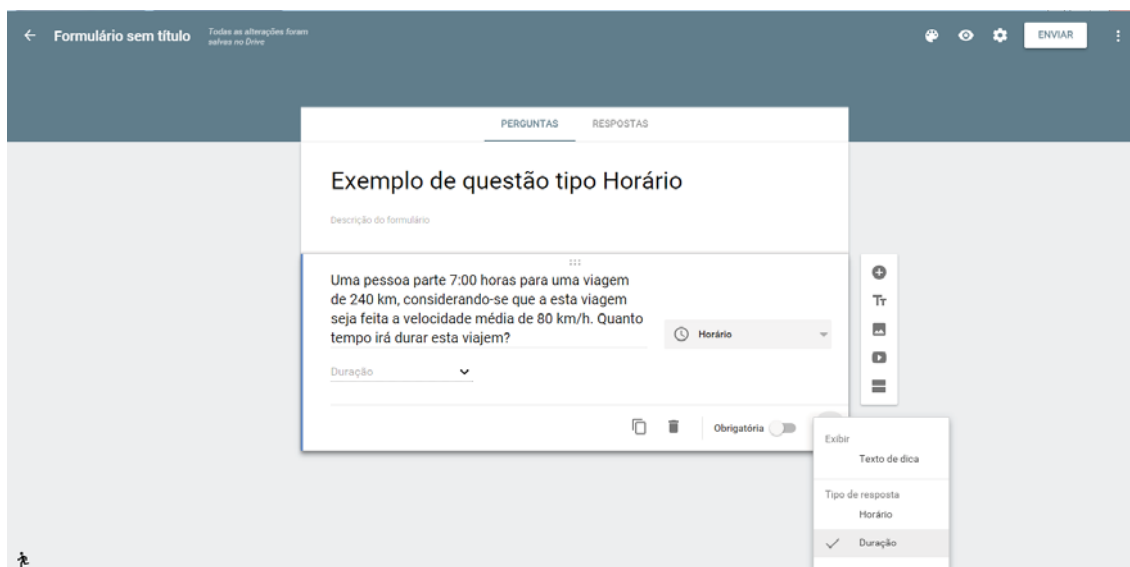 Formulário sem título
Todas as alterações foram
salvas no Drive
ENVIAR
PERGUNTAS RESPOSTAS
Exemplo de questão tipo Horário
Descrição do formulário
Uma pessoa parte 7:00 horas para uma viagem
de 240 km, considerando-se que a esta viagem
seja feita a velocidade média de 80 km/h. Quanto
tempo irá durar esta viajem?
Horário
Duração
Tт
Obrigatória
Exibir
Texto de dica
Tipo de resposta
Horário
Duração